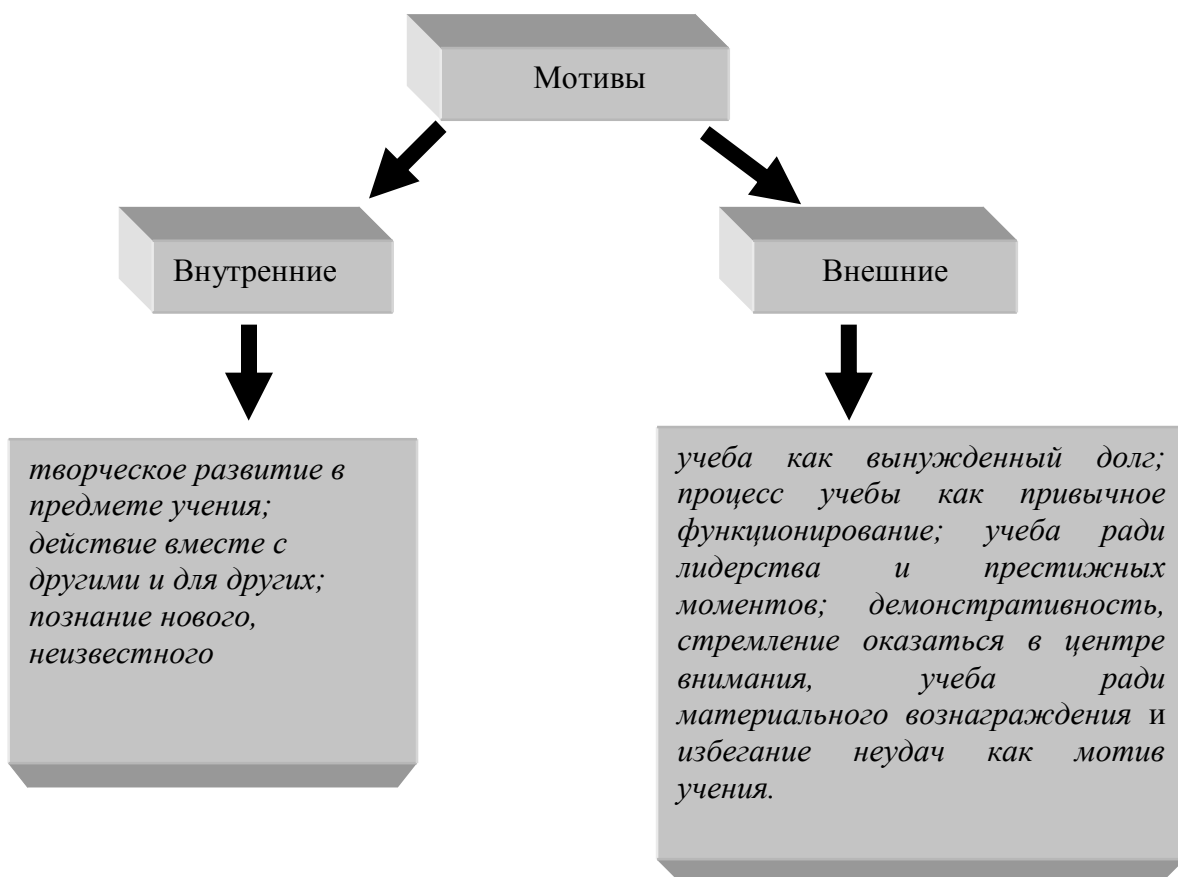 Мотивы
Внутренние
Внешние
творческое развитие в
предмете учения;
действие вместе с
другими и для других;
познание нового,
неизвестного
учеба как вынужденный долг;
процесс учебы как привычное
функционирование; учеба ради
лидерства и престижных
моментов; демонстративность,
стремление оказаться в центре
внимания, учеба ради
материального вознаграждения и
избегание неудач как мотив
учения.